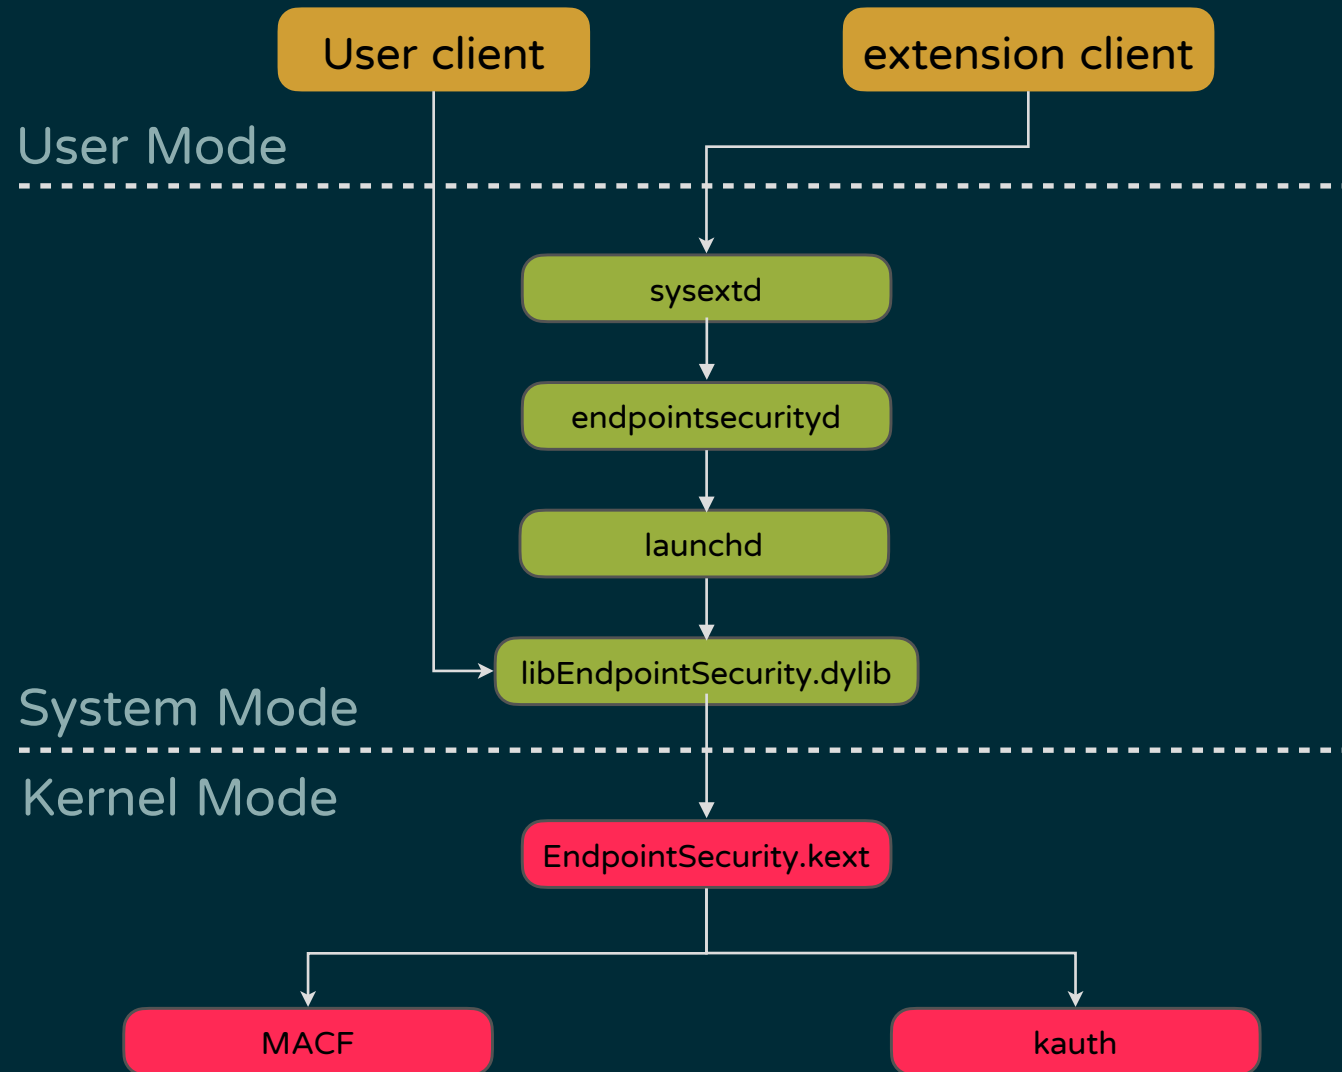 User client
extension client
User Mode
sysextd
endpointsecurityd
launchd
libEndpointSecurity.dylib
System Mode
Kernel Mode
EndpointSecurity.kext
MACF
kauth